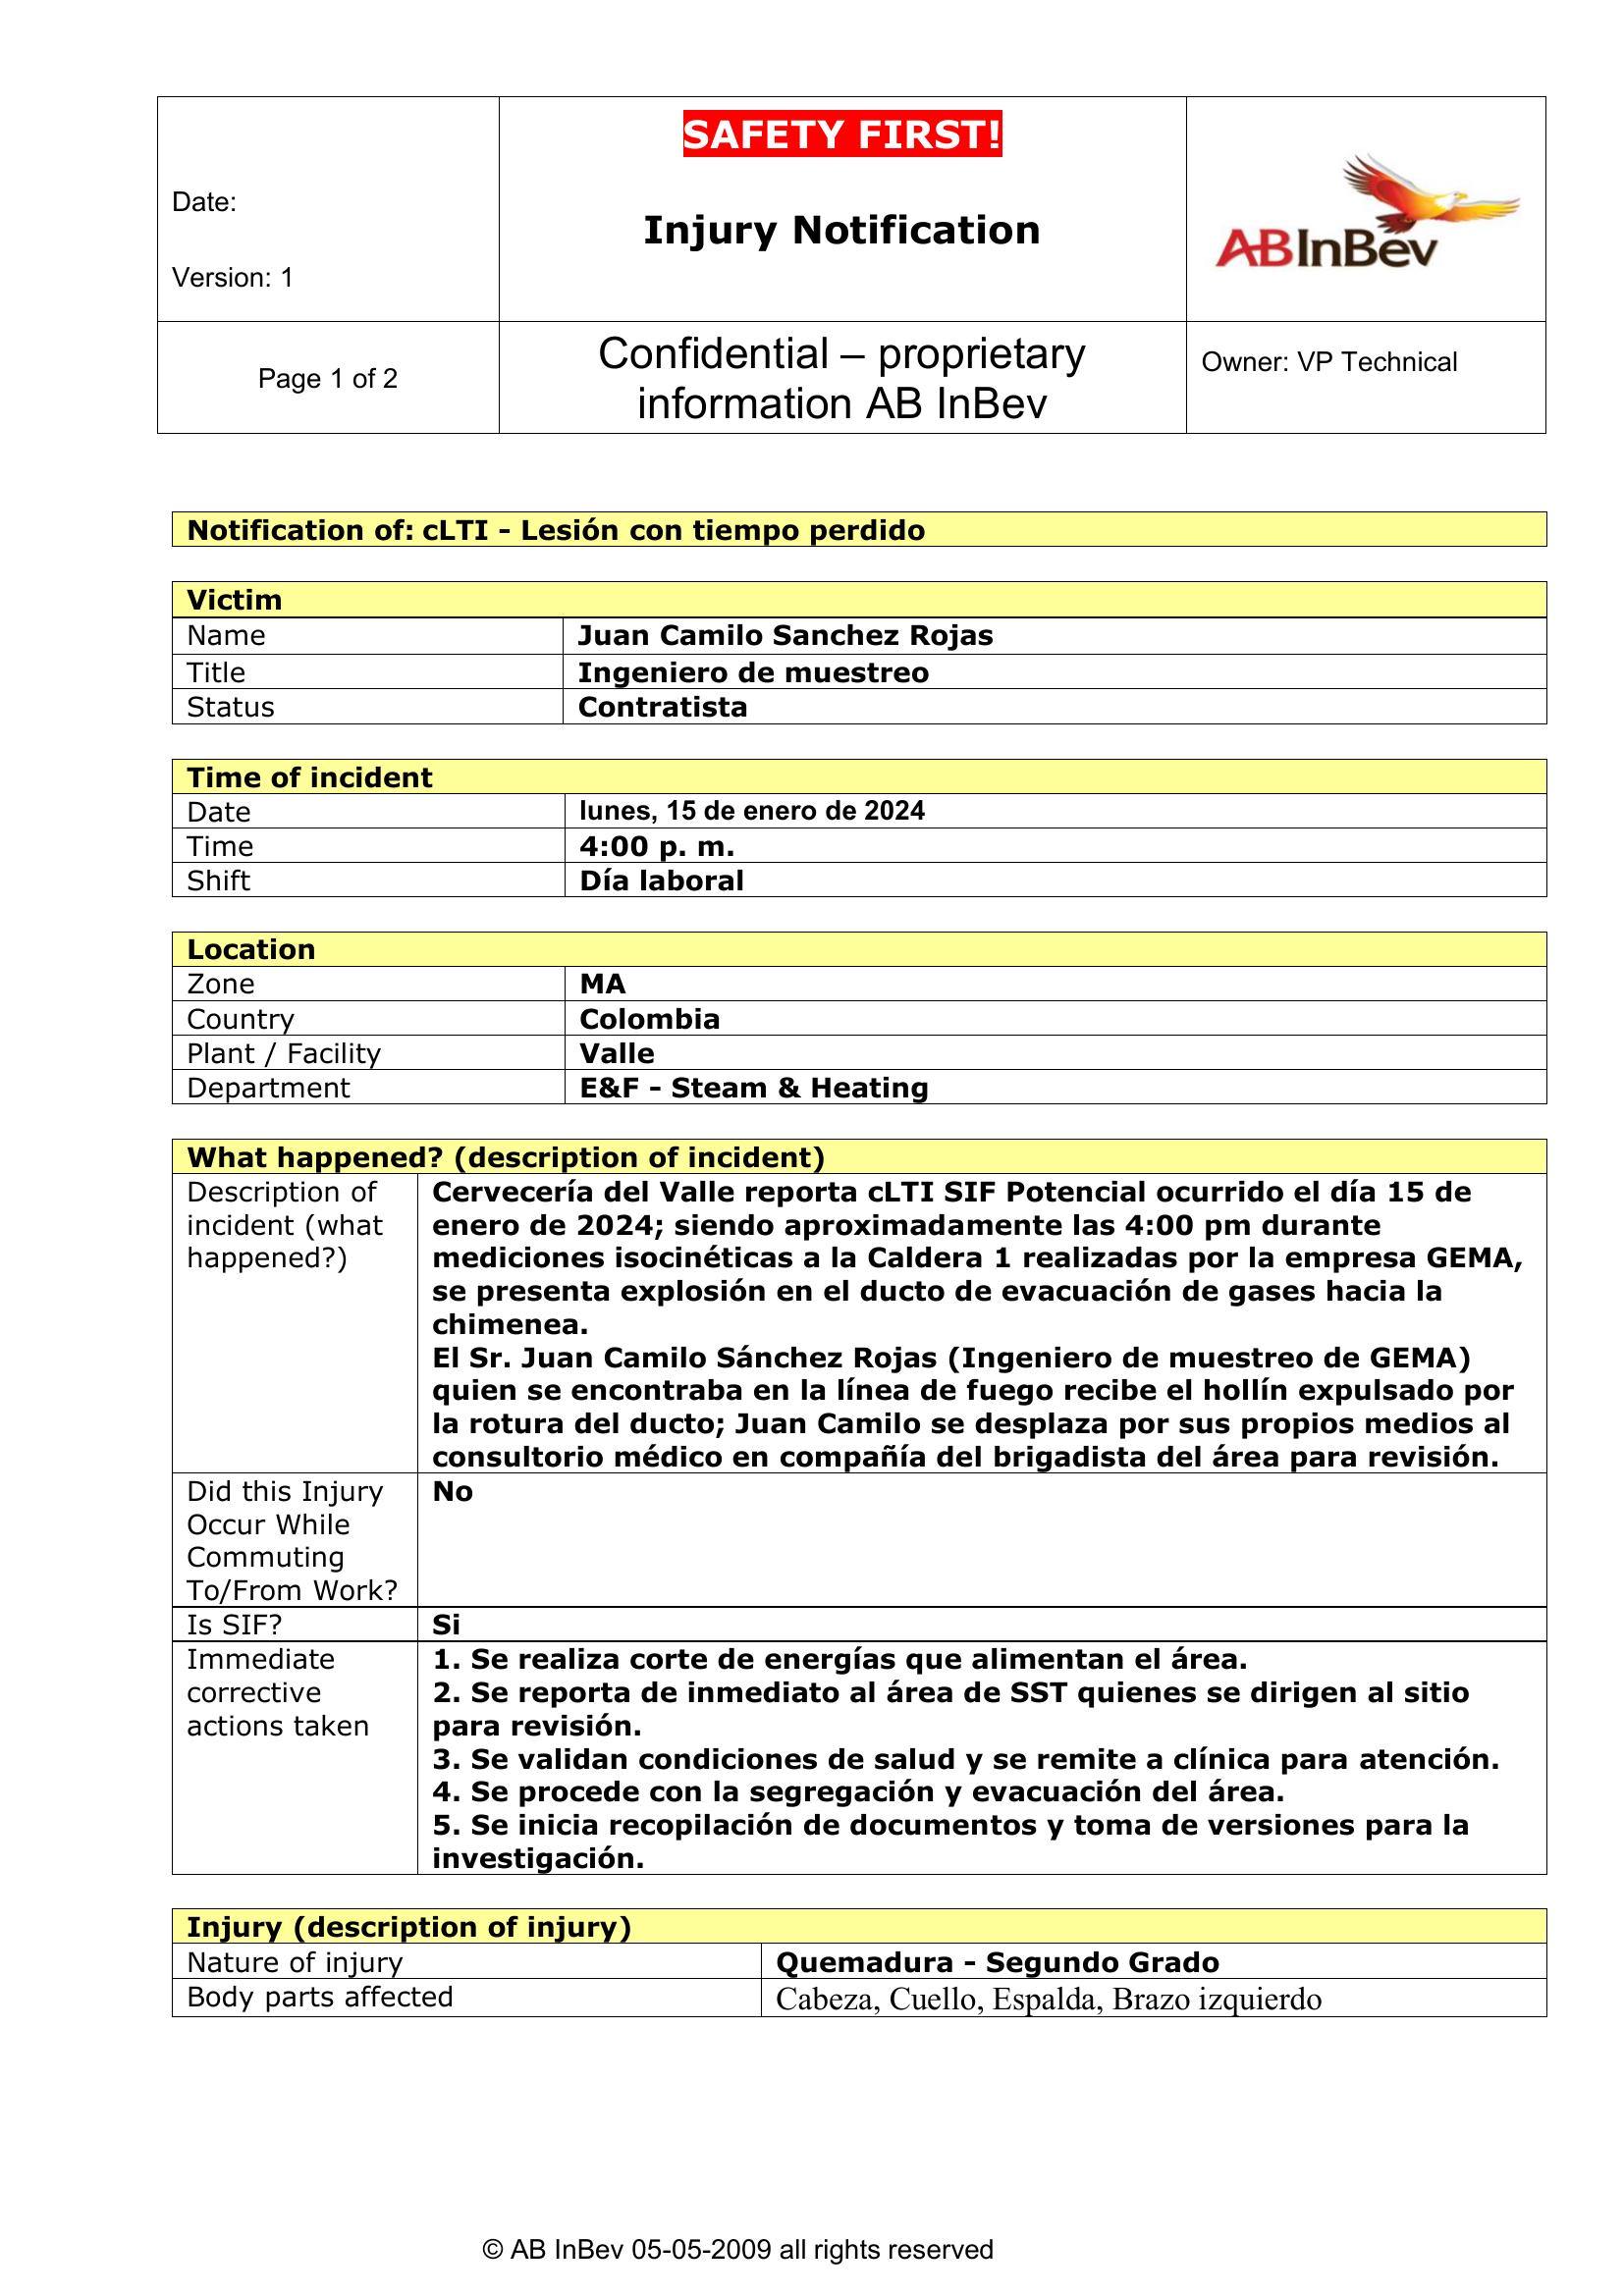 SAFETY FIRST!
Date:
Version: 1
Injury Notification
ABInBev
Page 1 of 2
Confidential – proprietary
information AB InBev
Owner: VP Technical
Notification of: cLTI - Lesión con tiempo perdido
Victim
Name Juan Camilo Sanchez Rojas
Title Ingeniero de muestreo
Status Contratista
Time of incident
Date lunes, 15 de enero de 2024
Time 4:00 p. m.
Shift Día laboral
Location
Zone MA
Country Colombia
Plant / Facility Valle
Department E&F - Steam & Heating
What happened? (description of incident)
Description of
incident (what
happened?)
Cervecería del Valle reporta cLTI SIF Potencial ocurrido el día 15 de
enero de 2024; siendo aproximadamente las 4:00 pm durante
mediciones isocinéticas a la Caldera 1 realizadas por la empresa GEMA,
se presenta explosión en el ducto de evacuación de gases hacia la
chimenea.
El Sr. Juan Camilo Sánchez Rojas (Ingeniero de muestreo de GEMA)
quien se encontraba en la línea de fuego recibe el hollín expulsado por
la rotura del ducto; Juan Camilo se desplaza por sus propios medios al
consultorio médico en compañía del brigadista del área para revisión.
Did this Injury
Occur While
Commuting
To/From Work?
No
Is SIF? Si
Immediate
corrective
actions taken
1. Se realiza corte de energías que alimentan el área.
2. Se reporta de inmediato al área de SST quienes se dirigen al sitio
para revisión.
3. Se validan condiciones de salud y se remite a clínica para atención.
4. Se procede con la segregación y evacuación del área.
5. Se inicia recopilación de documentos y toma de versiones para la
investigación.
Injury (description of injury)
Nature of injury Quemadura - Segundo Grado
Body parts affected Cabeza, Cuello, Espalda, Brazo izquierdo
© AB InBev 05-05-2009 all rights reserved